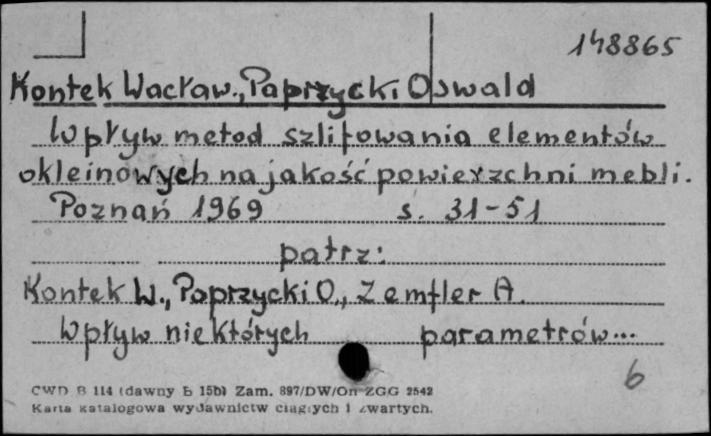 148865
Kontek Wacław., Paprzycki Oswald
Wpływ metod szlifowania elementów
okleinowych na jakość powierzchni mebli.
Poznań 1969 s. 31-51
patrz:
Kontek W., Paprzycki O., Zemfler A.
Wpływ niektórych parametrów...
6
CWD B 114 (dawny b 15b) Zam. 897/DW/On ZGG 2542
Karta katalogowa wydawnictw ciągłych i zwartych.